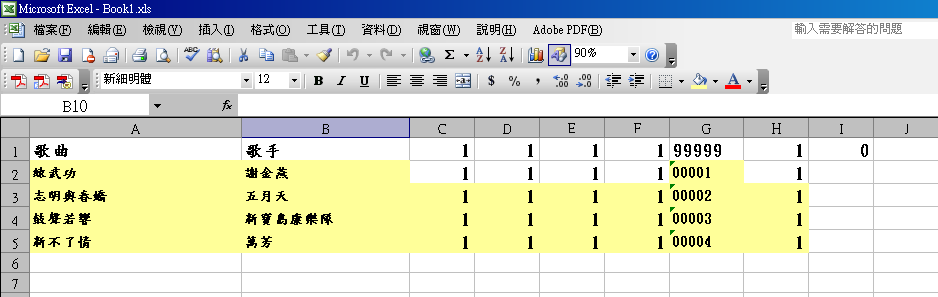 Microsoft Excel - Book1.xls
檔案(F) 編輯(E) 檢視(V) 插入(I) 格式(O) 工具(T) 資料(D) 視窗(W) 說明(H) Adobe PDF(B) 輸入需要解答的問題
90%
新細明體 12 B I U
B10 fx
A B C D E F G H I J
1 歌曲 歌手 1 1 1 1 99999 1 0
2 練武功 謝金燕 1 1 1 1 00001 1
3 志明與春嬌 五月天 1 1 1 1 00002 1
4 鼓聲若響 新寶島康樂隊 1 1 1 1 00003 1
5 新不了情 萬芳 1 1 1 1 00004 1
6
7